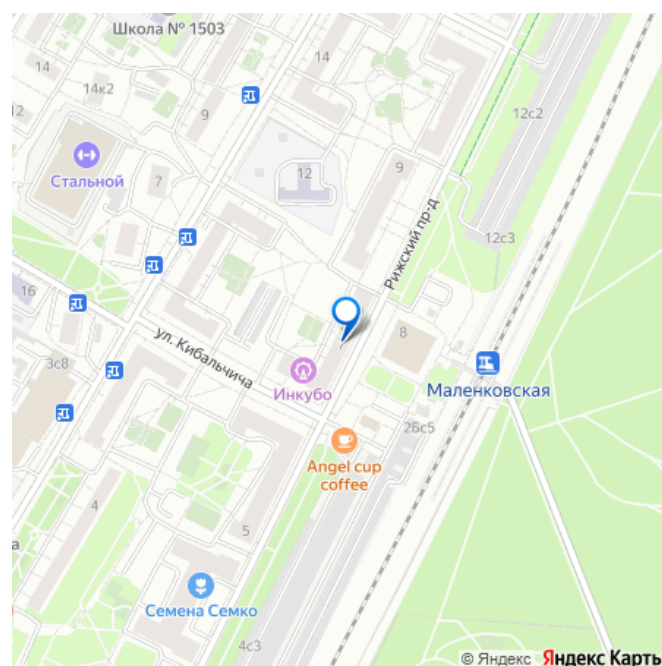 Школа № 1503
14
14
14к2
12
9
12с2
Стальной
7
12
9
Рижский пр-д
12с3
16
ул. Кибальчича
8
3с8
Инкубо
Маленковская
26с5
Angel cup
coffee
4
5
а
Семена Семко
4с3
© Яндекс Яндекс Карты